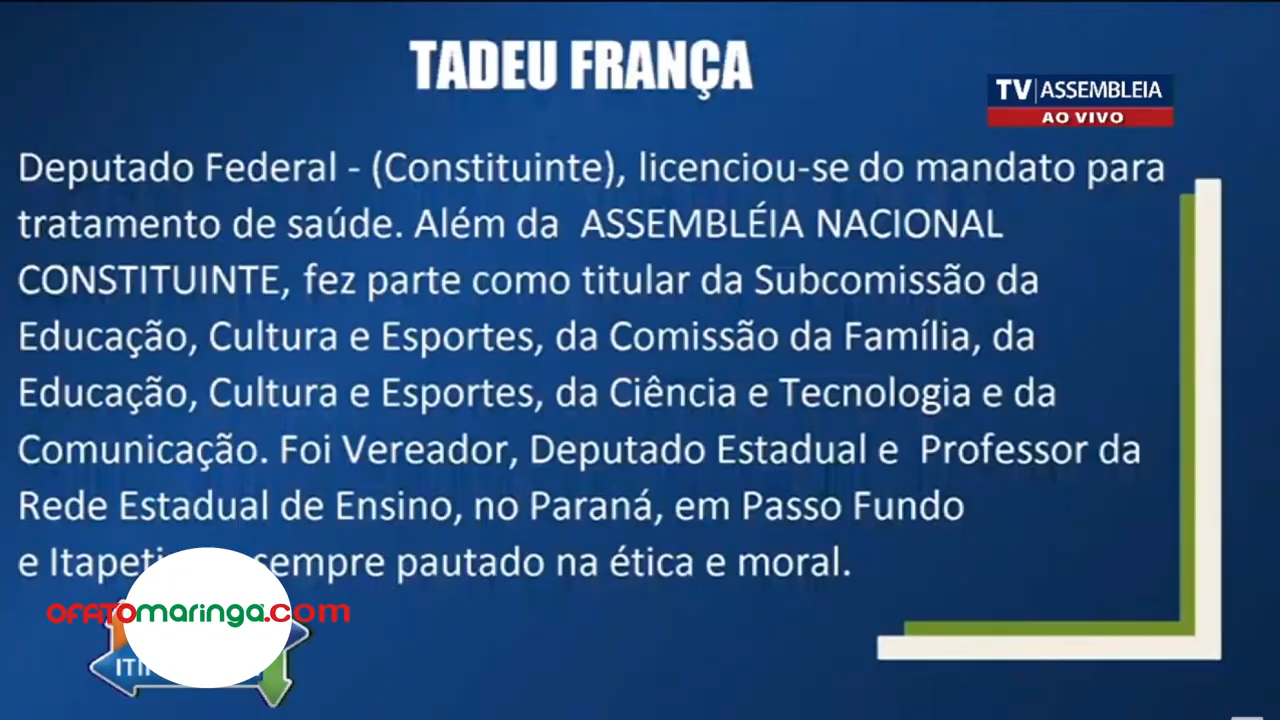 TADEU FRANÇA
TV ASSEMBLEIA
AO VIVO
Deputado Federal - (Constituinte), licenciou-se do mandato para
tratamento de saúde. Além da ASSEMBLÉIA NACIONAL
CONSTITUINTE, fez parte como titular da Subcomissão da
Educação, Cultura e Esportes, da Comissão da Família, da
Educação, Cultura e Esportes, da Ciência e Tecnologia e da
Comunicação. Foi Vereador, Deputado Estadual e Professor da
Rede Estadual de Ensino, no Paraná, em Passo Fundo
e sempre pautado na ética e moral.
OFATOmaringa.com